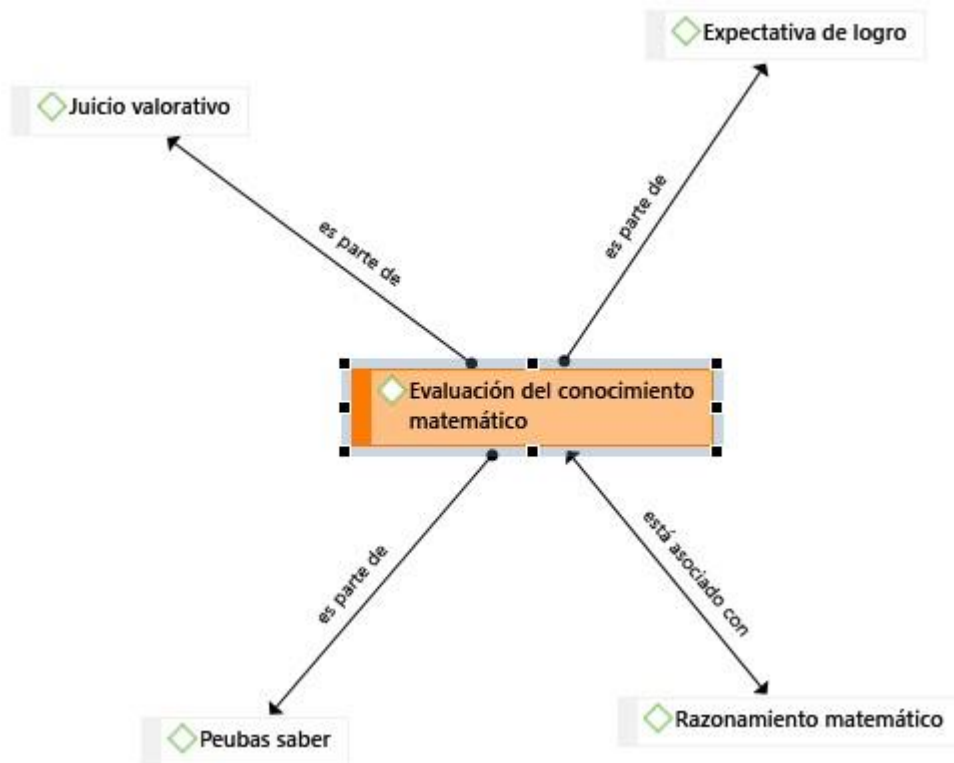 Expectativa de logro
Juicio valorativo
es parte de
es parte de
Evaluación del conocimiento
matemático
es parte de
está asociado con
Peubas saber
Razonamiento matemático